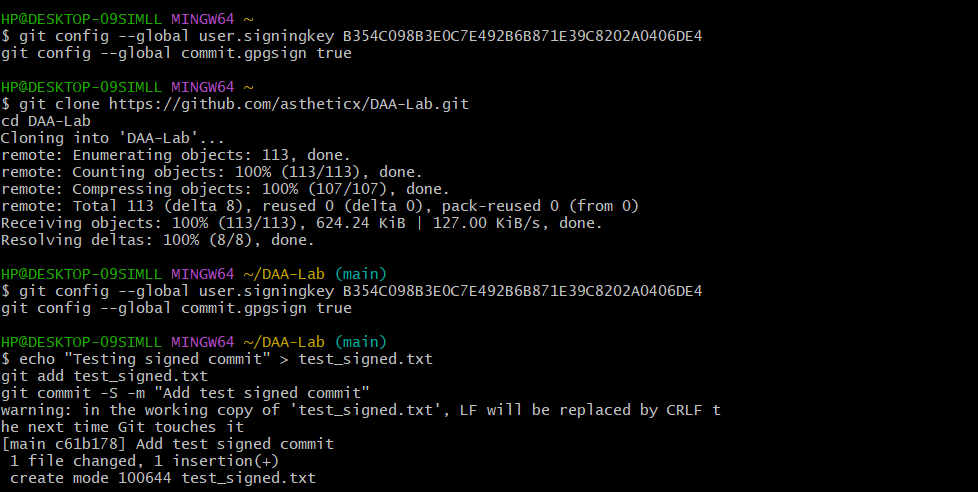 HP@DESKTOP-O9SIMLL MINGW64 ~
$ git config --global user.signingkey B354C098B3E0C7E492B6B871E39C8202A0406DE4
git config --global commit.gpgsign true
HP@DESKTOP-O9SIMLL MINGW64 ~
$ git clone https://github.com/astheticx/DAA-Lab.git
cd DAA-Lab
Cloning into 'DAA-Lab'...
remote: Enumerating objects: 113, done.
remote: Counting objects: 100% (113/113), done.
remote: Compressing objects: 100% (107/107), done.
remote: Total 113 (delta 8), reused 0 (delta 0), pack-reused 0 (from 0)
Receiving objects: 100% (113/113), 624.24 KiB | 127.00 KiB/s, done.
Resolving deltas: 100% (8/8), done.
HP@DESKTOP-O9SIMLL MINGW64 ~/DAA-Lab (main)
$ git config --global user.signingkey B354C098B3E0C7E492B6B871E39C8202A0406DE4
git config --global commit.gpgsign true
HP@DESKTOP-O9SIMLL MINGW64 ~/DAA-Lab (main)
$ echo "Testing signed commit" > test_signed.txt
git add test_signed.txt
git commit -S -m "Add test signed commit"
warning: in the working copy of 'test_signed.txt', LF will be replaced by CRLF t
he next time Git touches it
[main c61b178] Add test signed commit
 1 file changed, 1 insertion(+)
 create mode 100644 test_signed.txt